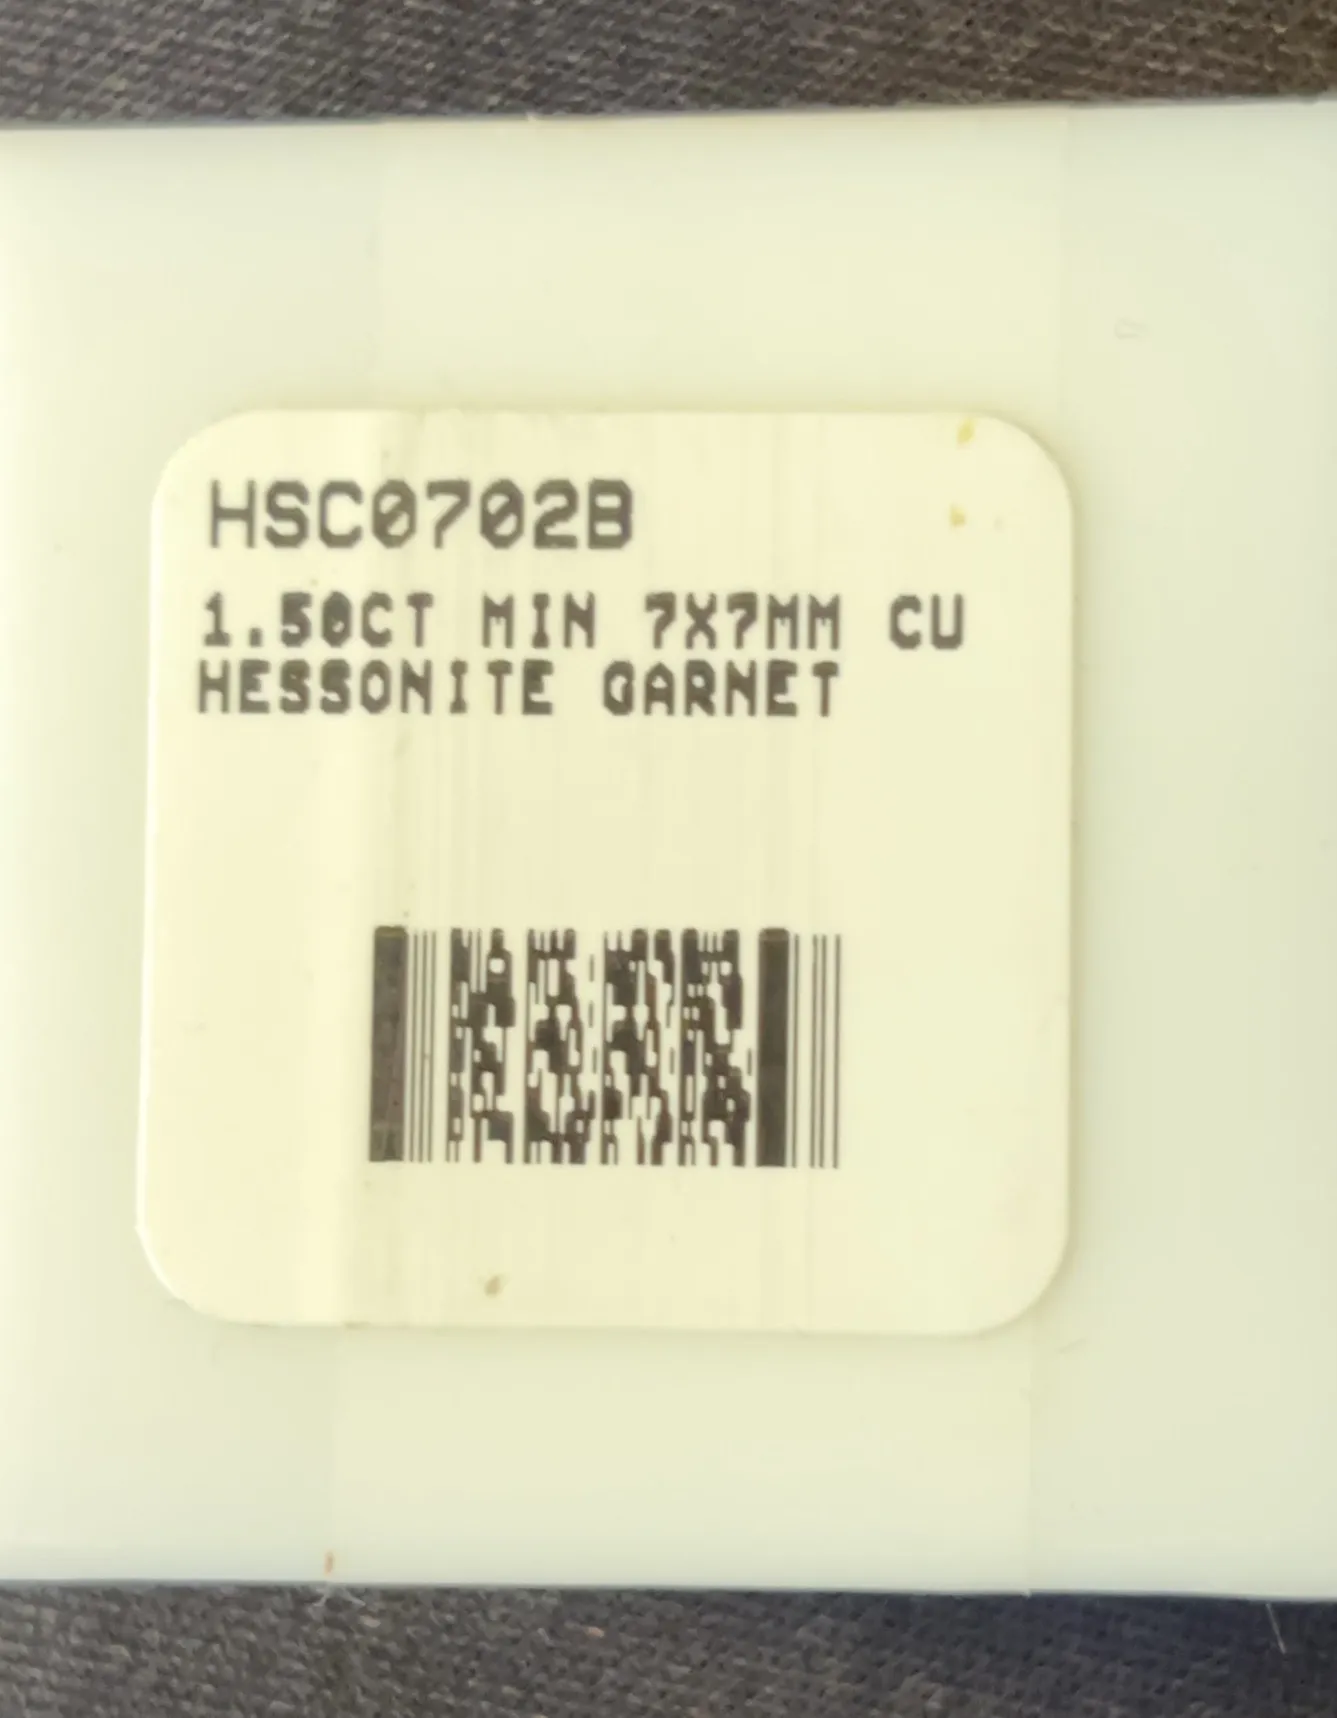 HSC0702B
1.50CT MIN 7X7MM CU
HESSONITE GARNET